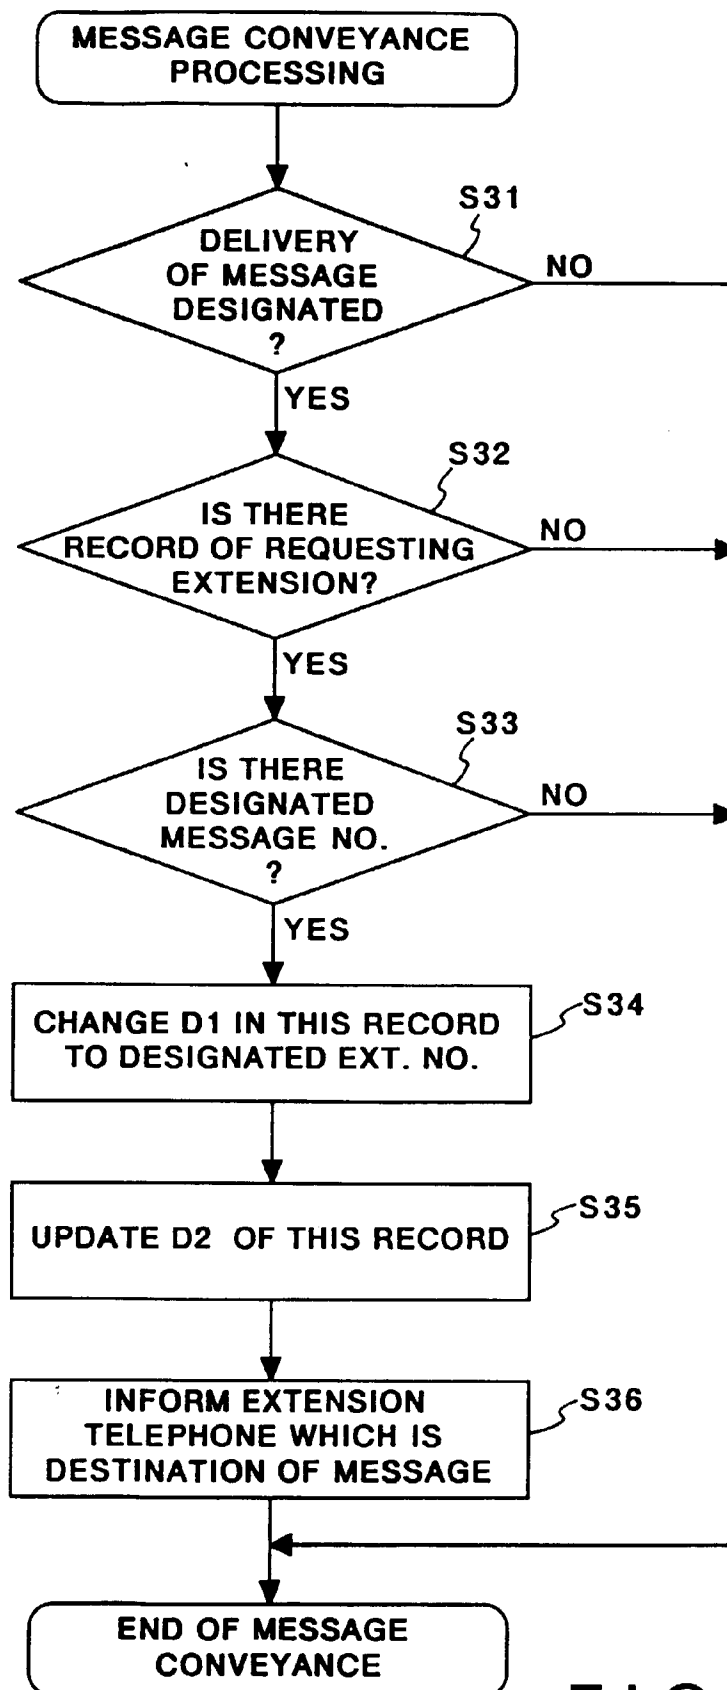 MESSAGE CONVEYANCE
PROCESSING
S31
DELIVERY
OF MESSAGE
DESIGNATED
?
NO
YES
S32
IS THERE
RECORD OF REQUESTING
EXTENSION?
NO
YES
S33
IS THERE
DESIGNATED
MESSAGE NO.
?
NO
YES
S34
CHANGE D1 IN THIS RECORD
TO DESIGNATED EXT. NO.
S35
UPDATE D2 OF THIS RECORD
S36
INFORM EXTENSION
TELEPHONE WHICH IS
DESTINATION OF MESSAGE
END OF MESSAGE
CONVEYANCE